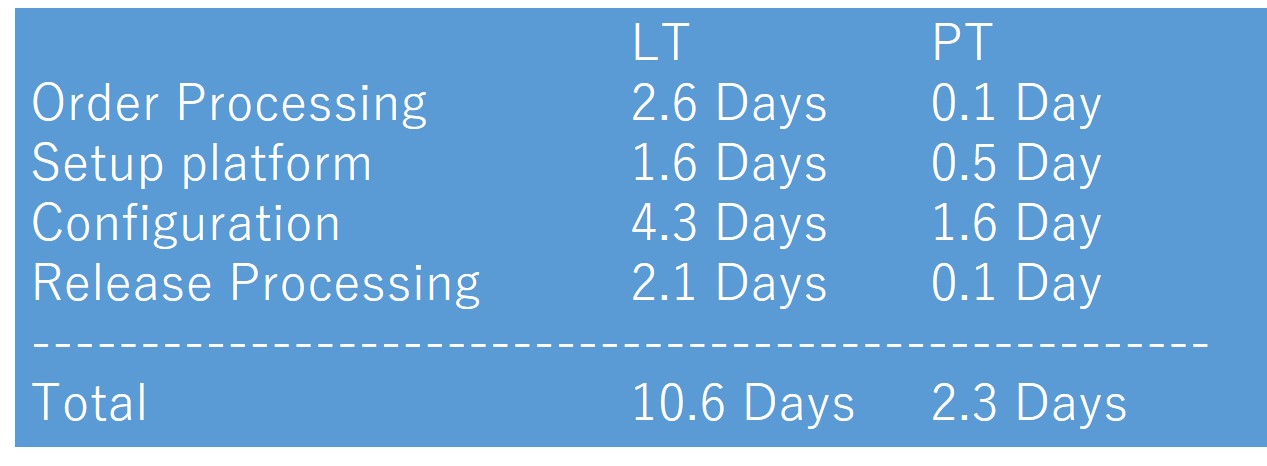 LT PT
Order Processing 2.6 Days 0.1 Day
Setup platform 1.6 Days 0.5 Day
Configuration 4.3 Days 1.6 Day
Release Processing 2.1 Days 0.1 Day
------------------------------------------------------
Total 10.6 Days 2.3 Days